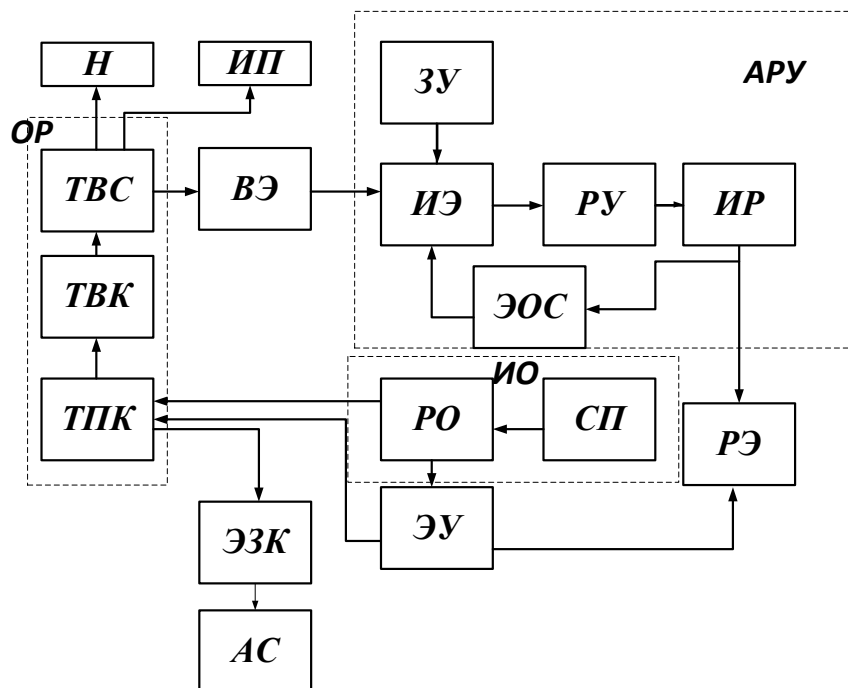 Н
ИП
ЗУ
АРУ
ОР
ТВС
ВЭ
ИЭ
РУ
ИР
ТВК
ЭОС
ИО
ТПК
РО
СП
РЭ
ЭЗК
ЭУ
АС